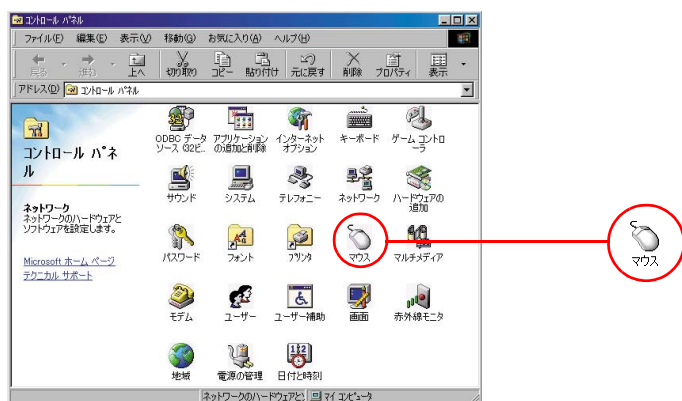 コントロール パネル
ファイル(F) 編集(E) 表示(V) 移動(G) お気に入り(A) ヘルプ(H)
戻る 進む 上へ 切り取り コピー 貼り付け 元に戻す 削除 プロパティ 表示
アドレス(D) コントロール パネル
コントロール パネ
ル
ネットワーク
ネットワークのハードウェアと
ソフトウェアを設定します。
Microsoft ホーム ページ
テクニカル サポート
ODBC データ
ソース (32ビ...
アプリケーション
の追加と削除
インターネット
オプション
キーボード
ゲーム コントロ
ーラ
サウンド
システム
テレフォニー
ネットワーク
ハードウェアの
追加
パスワード
フォント
プリンタ
マウス
マルチメディア
モデム
ユーザー
ユーザー補助
画面
赤外線モニタ
地域
電源の管理
日付と時刻
ネットワークのハードウェアと
マイ コンピュータ
マウス